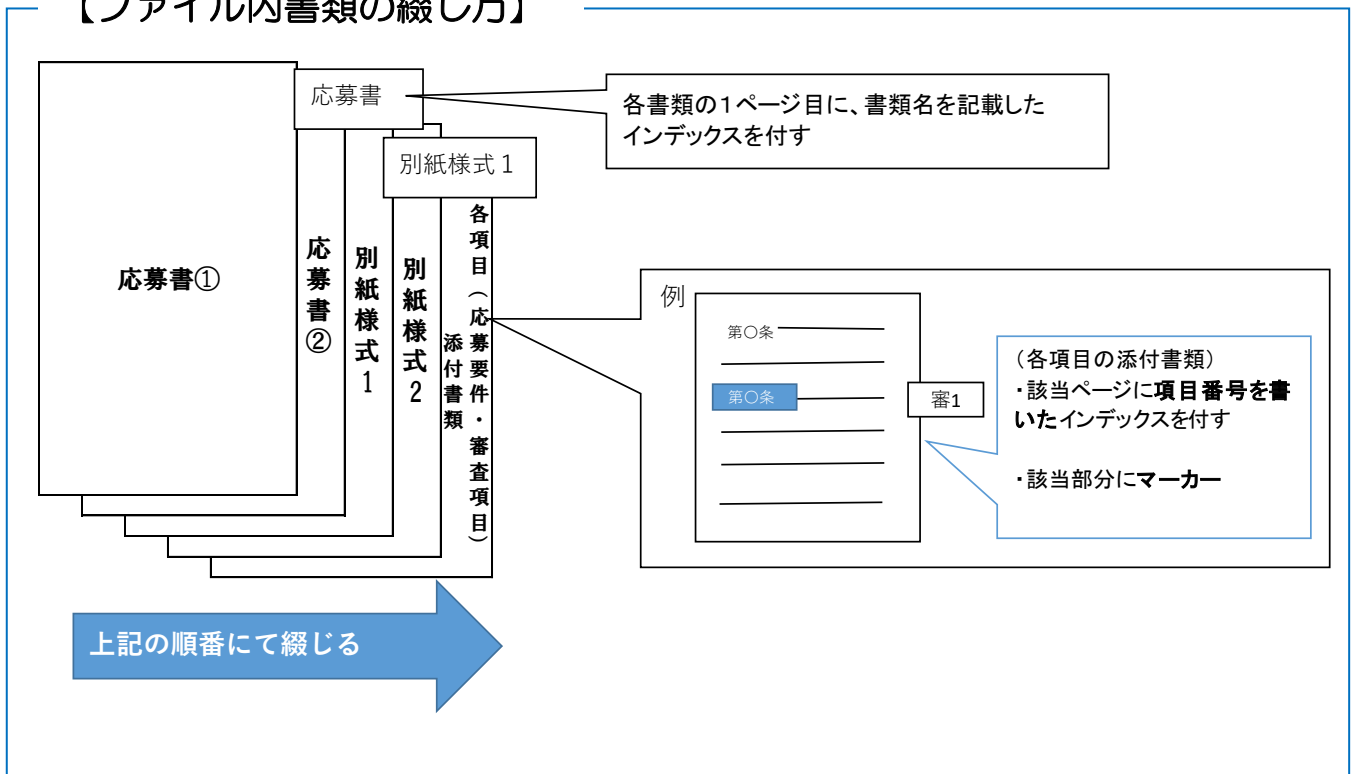 【ファイル内書類の綴じ方】
応募書
各書類の１ページ目に、書類名を記載した
インデックスを付す
別紙様式１
応募書①
応募書②
別紙様式1
別紙様式2
各項目（応募要件・審査項目）
添付書類
例
第〇条
第〇条
審1
（各項目の添付書類）
・該当ページに項目番号を書
いたインデックスを付す
・該当部分にマーカー
上記の順番にて綴じる